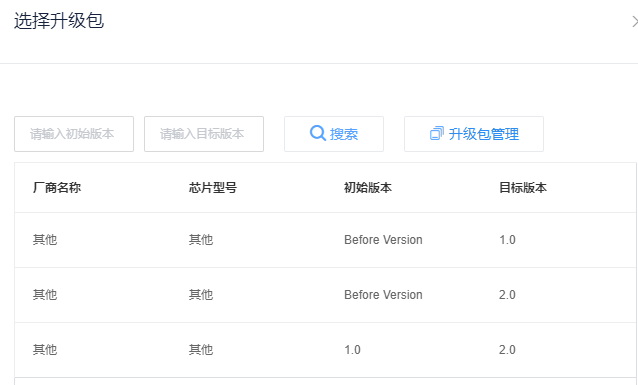 选择升级包
请输入初始版本 请输入目标版本 搜索 升级包管理
厂商名称 芯片型号 初始版本 目标版本
其他 其他 Before Version 1.0
其他 其他 Before Version 2.0
其他 其他 1.0 2.0